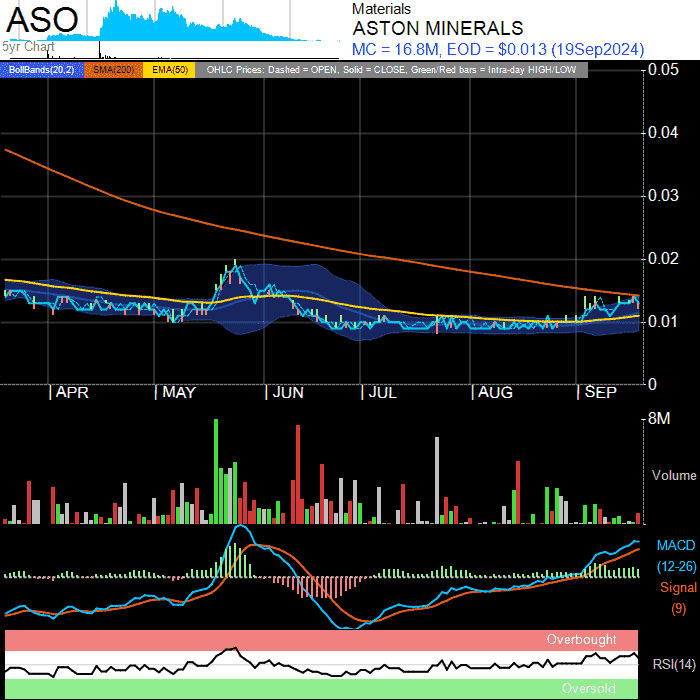 ASO
5yr Chart
Materials
ASTON MINERALS
MC = 16.8M, EOD = $0.013 (19Sep2024)
BollBands(20,2) SMA(200) EMA(50) OHLC Prices: Dashed = OPEN, Solid = CLOSE, Green/Red bars = Intra-day HIGH/LOW
0.05
0.04
0.03
0.02
0.01
0
APR MAY JUN JUL AUG SEP
8M
Volume
MACD
(12-26)
Signal
(9)
Overbought
RSI(14)
Oversold